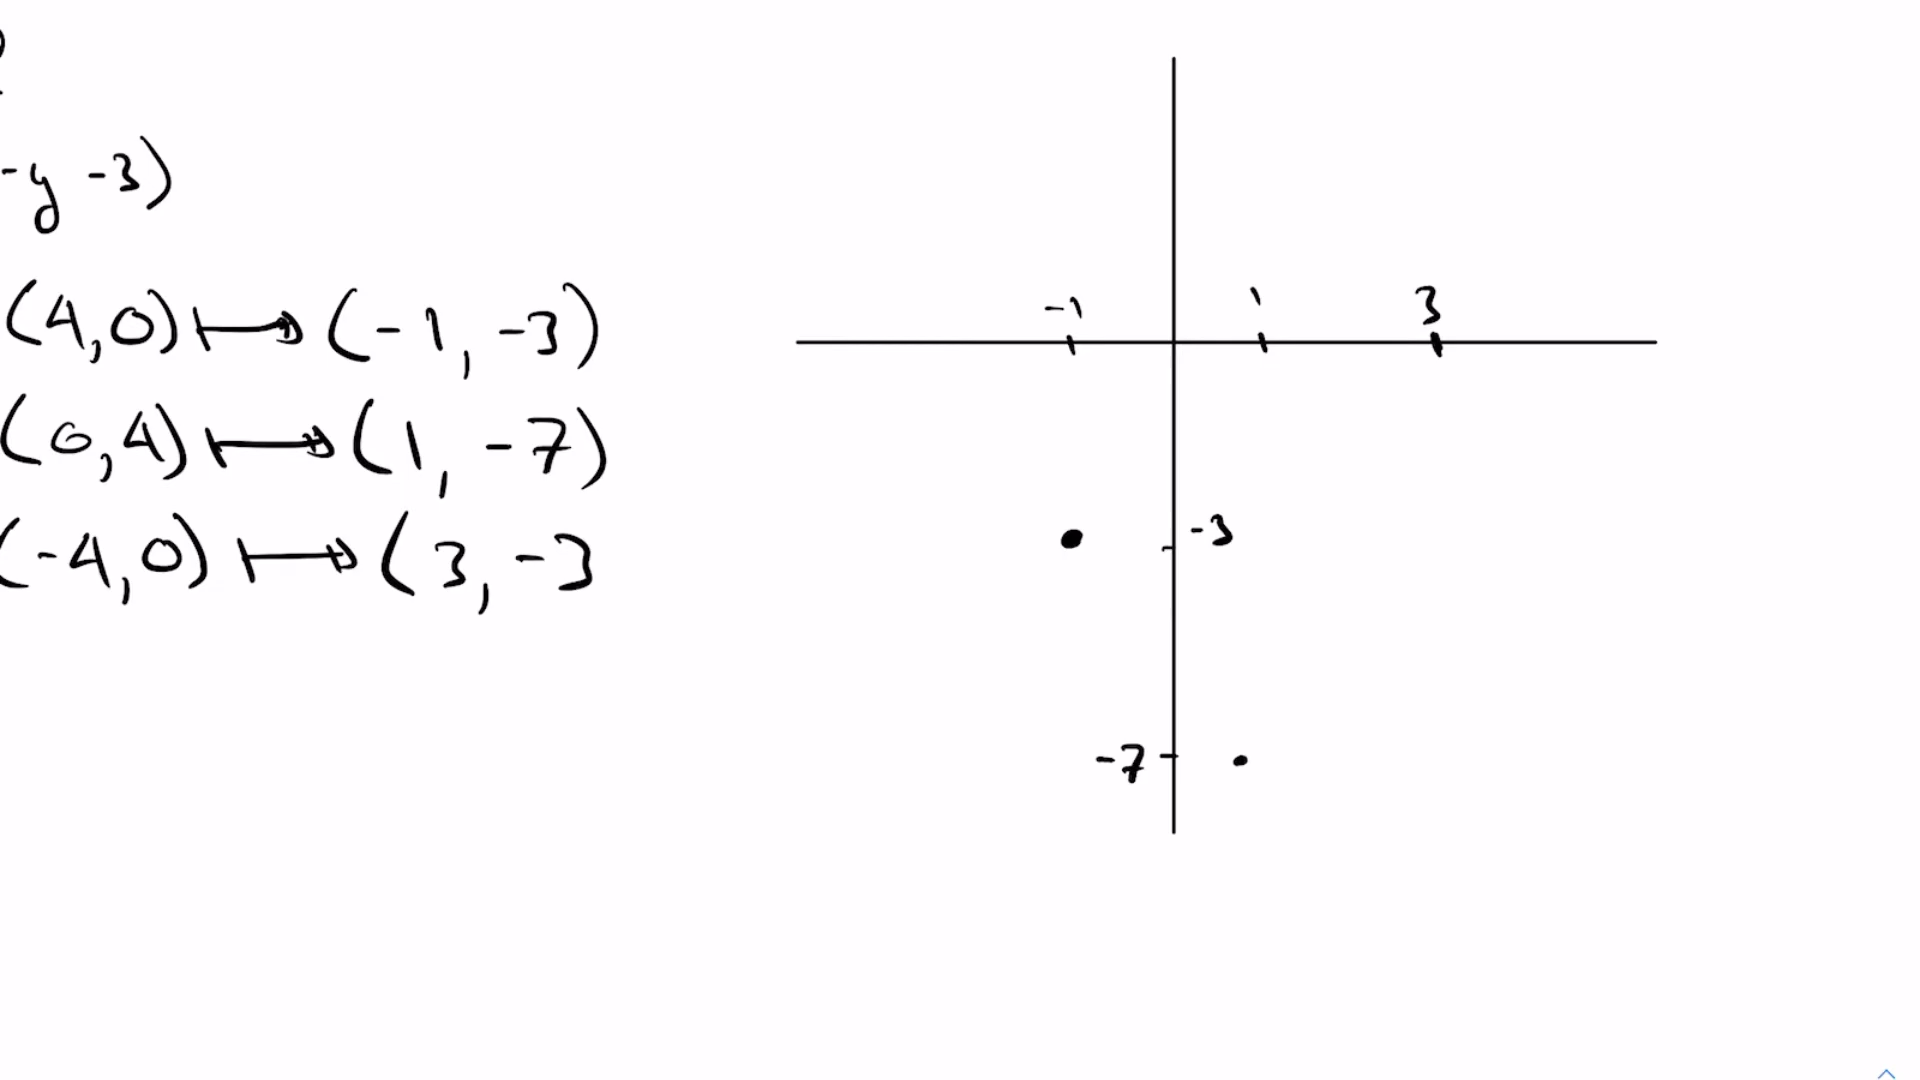 -y -3)
(4,0) ↦ (-1, -3)
(0,4) ↦ (1, -7)
(-4,0) ↦ (3, -3
-1 1 3
-3
-7